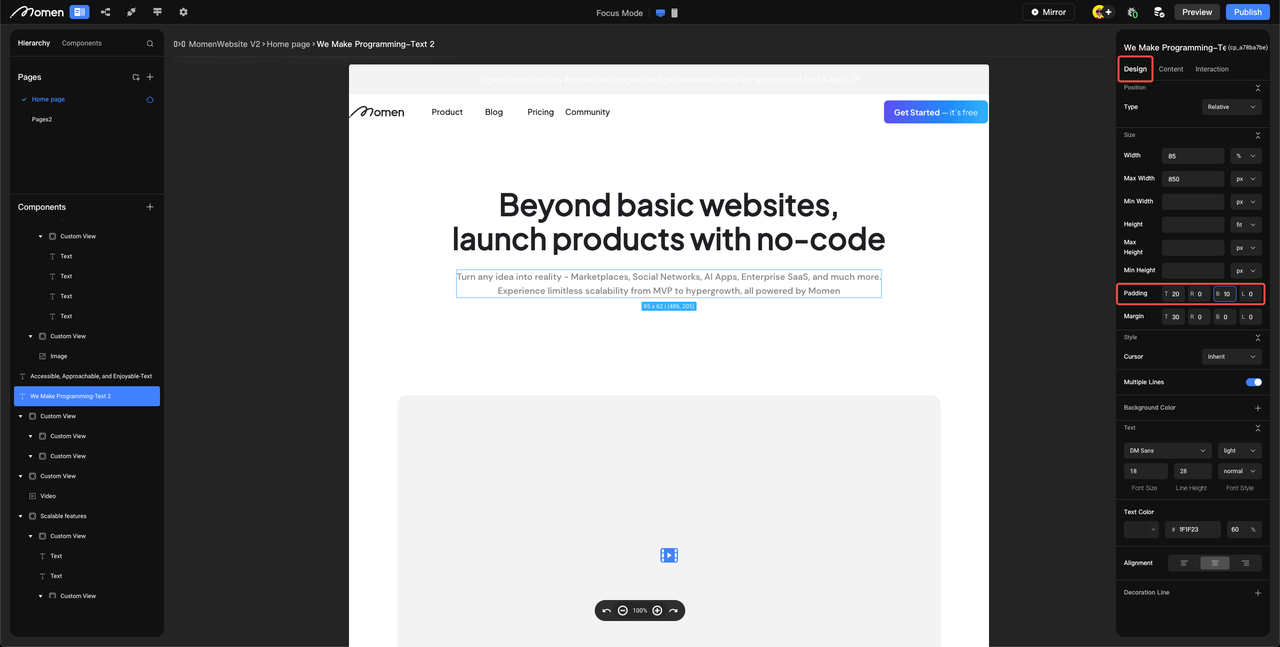 Momen
Focus Mode
Mirror
Preview
Publish
Hierarchy
Components
MomenWebsite V2 › Home page › We Make Programming-Text 2
Pages
Home page
Pages2
Components
Custom View
Text
Text
Text
Text
Custom View
Image
Accessible, Approachable, and Enjoyable-Text
We Make Programming-Text 2
Custom View
Custom View
Custom View
Custom View
Video
Scalable features
Custom View
Text
Text
Custom View
Momen
Product
Blog
Pricing
Community
Get Started — it's free
Beyond basic websites,
launch products with no-code
Turn any idea into reality - Marketplaces, Social Networks, AI Apps, Enterprise SaaS, and much more.
Experience limitless scalability from MVP to hypergrowth, all powered by Momen
85 x 62 | (486, 205)
100%
We Make Programming-Te (cp_a78ba7be)
Design
Content
Interaction
Position
Type Relative
Size
Width 85 %
Max Width 850 px
Min Width px
Height fit
Max Height px
Min Height px
Padding T 20 R 0 B 10 L 0
Margin T 30 R 0 B 0 L 0
Style
Cursor Inherit
Multiple Lines
Background Color
Text
DM Sans light
18 28 normal
Font Size Line Height Font Style
Text Color
# 1F1F23 60 %
Alignment
Decoration Line